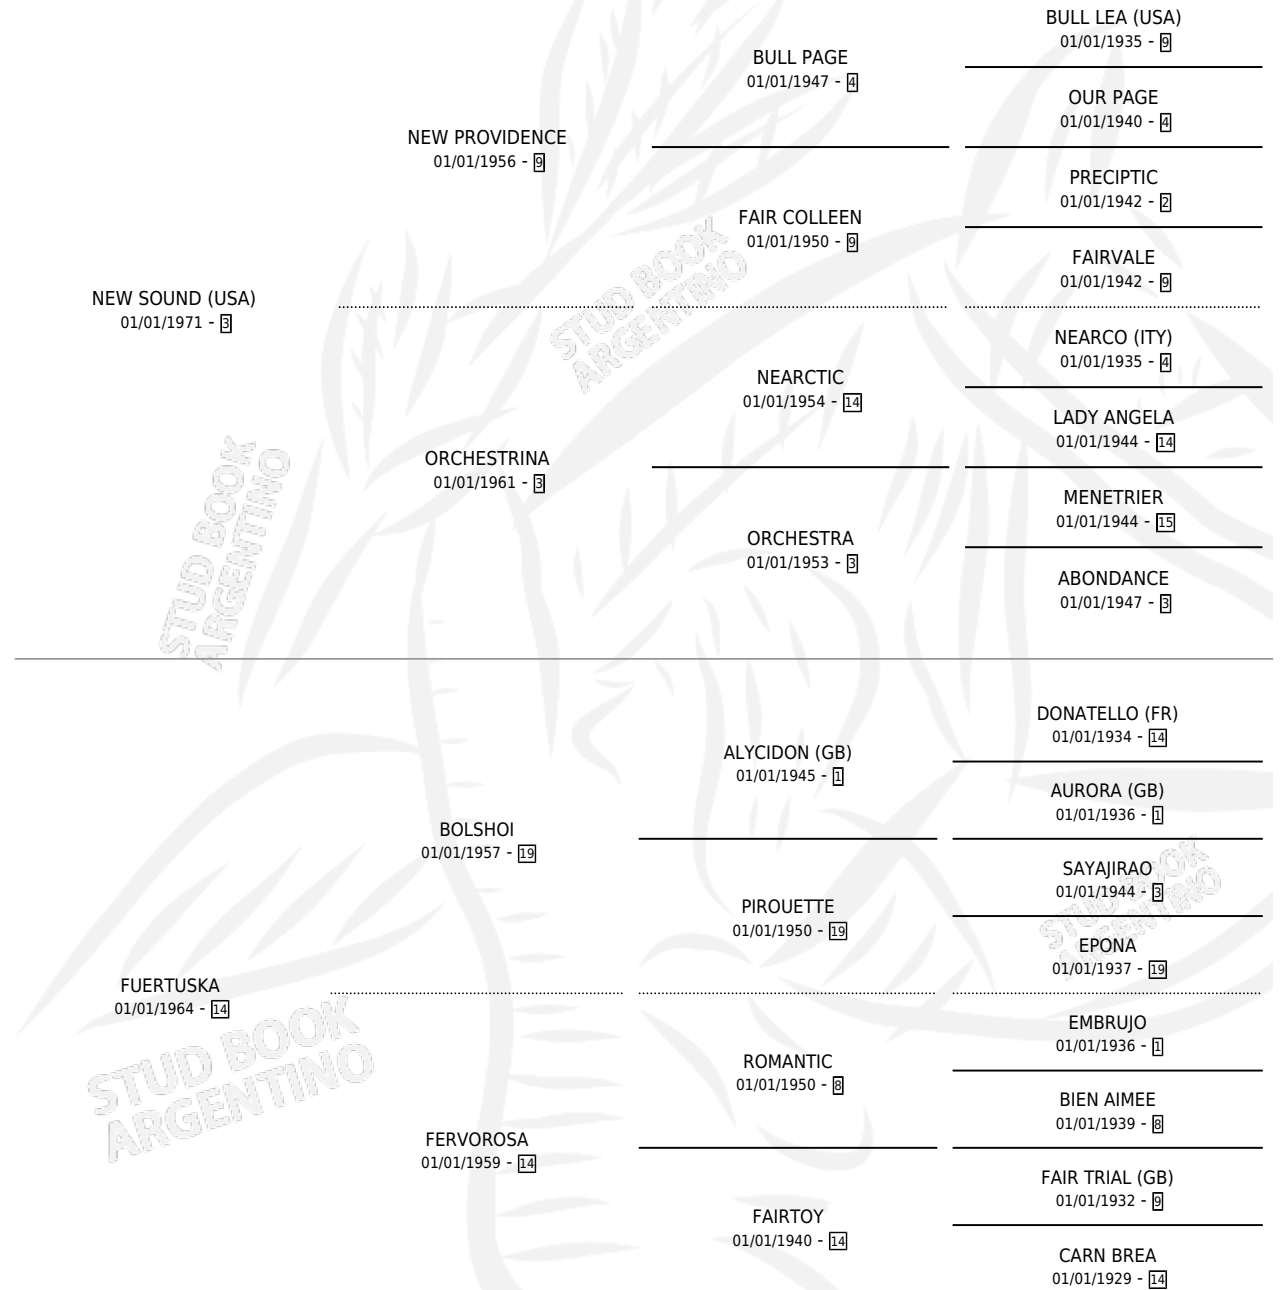 BULL LEA (USA)
01/01/1935 - 9
BULL PAGE
01/01/1947 - 4
OUR PAGE
01/01/1940 - 4
NEW PROVIDENCE
01/01/1956 - 9
PRECIPTIC
01/01/1942 - 2
FAIR COLLEEN
01/01/1950 - 9
FAIRVALE
01/01/1942 - 9
NEW SOUND (USA)
01/01/1971 - 3
NEARCO (ITY)
01/01/1935 - 4
NEARCTIC
01/01/1954 - 14
LADY ANGELA
01/01/1944 - 14
ORCHESTRINA
01/01/1961 - 3
MENETRIER
01/01/1944 - 15
ORCHESTRA
01/01/1953 - 3
ABONDANCE
01/01/1947 - 3
DONATELLO (FR)
01/01/1934 - 14
ALYCIDON (GB)
01/01/1945 - 1
AURORA (GB)
01/01/1936 - 1
BOLSHOI
01/01/1957 - 19
SAYAJIRAO
01/01/1944 - 3
PIROUETTE
01/01/1950 - 19
EPONA
01/01/1937 - 19
FUERTUSKA
01/01/1964 - 14
EMBRUJO
01/01/1936 - 1
ROMANTIC
01/01/1950 - 8
BIEN AIMEE
01/01/1939 - 8
FERVOROSA
01/01/1959 - 14
FAIR TRIAL (GB)
01/01/1932 - 9
FAIRTOY
01/01/1940 - 14
CARN BREA
01/01/1929 - 14
STUD BOOK
ARGENTINO
STUD BOOK
ARGENTINO
STUD BOOK
ARGENTINO
STUD BOOK
ARGENTINO